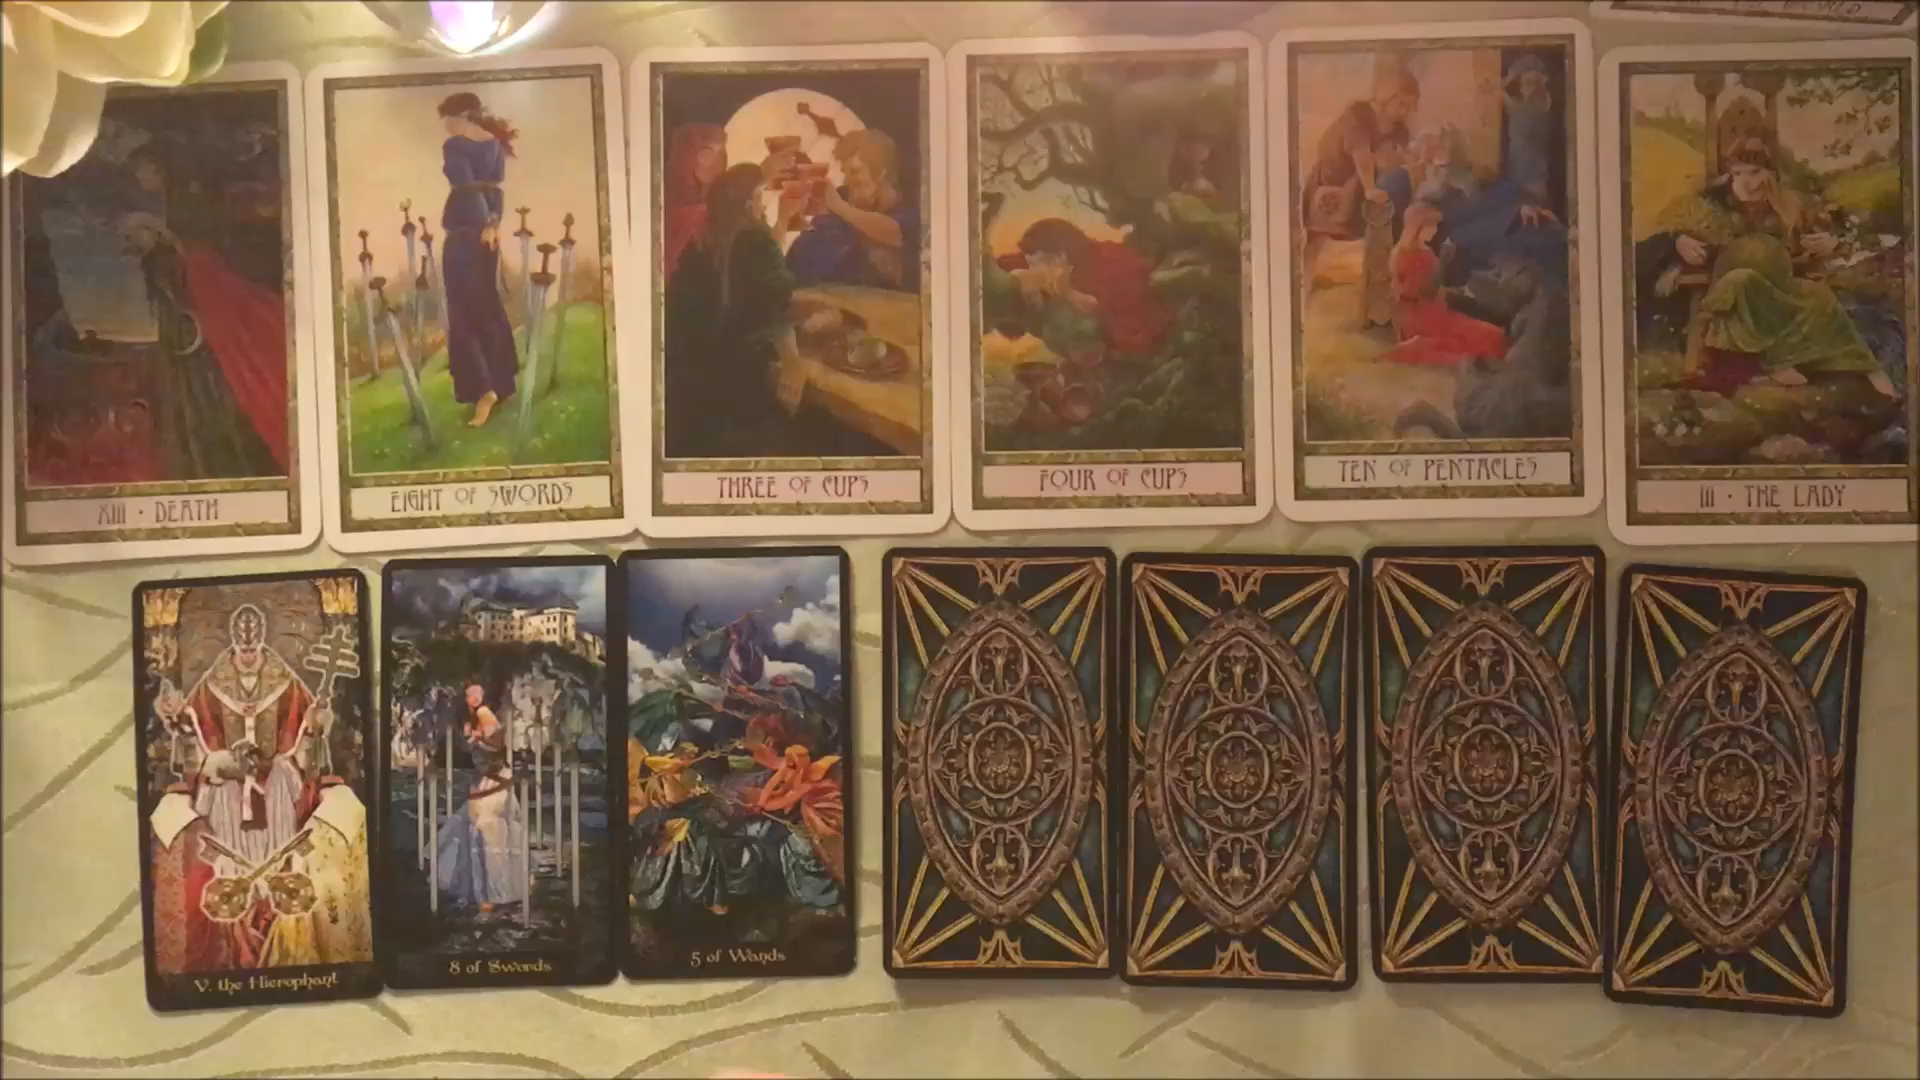 XIII • DEATH
EIGHT OF SWORDS
THREE OF CUPS
FOUR OF CUPS
TEN OF PENTACLES
III • THE LADY
V. the Hierophant
8 of Swords
5 of Wands